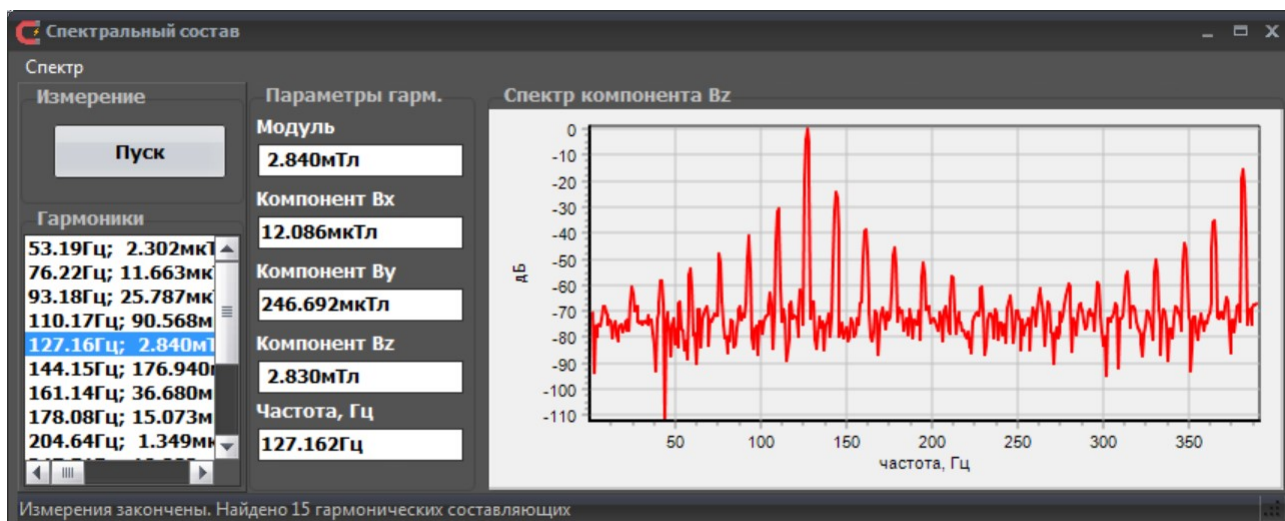 Спектральный состав
Спектр
Измерение
Пуск
Гармоники
53.19Гц; 2.302мкТ
76.22Гц; 11.663мк
93.18Гц; 25.787мк
110.17Гц; 90.568м
127.16Гц; 2.840мТ
144.15Гц; 176.940
161.14Гц; 36.680м
178.08Гц; 15.073м
204.64Гц; 1.349мк
Параметры гарм.
Модуль
2.840мТл
Компонент Bx
12.086мкТл
Компонент By
246.692мкТл
Компонент Bz
2.830мТл
Частота, Гц
127.162Гц
Спектр компонента Bz
0
-10
-20
-30
-40
-50
-60
-70
-80
-90
-100
-110
дБ
50 100 150 200 250 300 350
частота, Гц
Измерения закончены. Найдено 15 гармонических составляющих